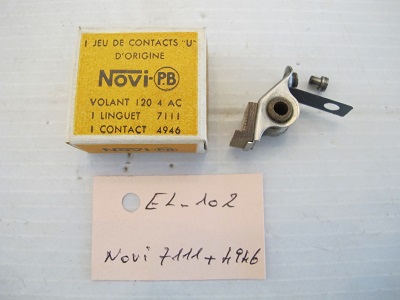 1 JEU DE CONTACTS "U"
D'ORIGINE
NOVi-PB
VOLANT 120 4 AC
1 LINGUET 7111
1 CONTACT 4946
EL-102
Novi 7111 + 4946